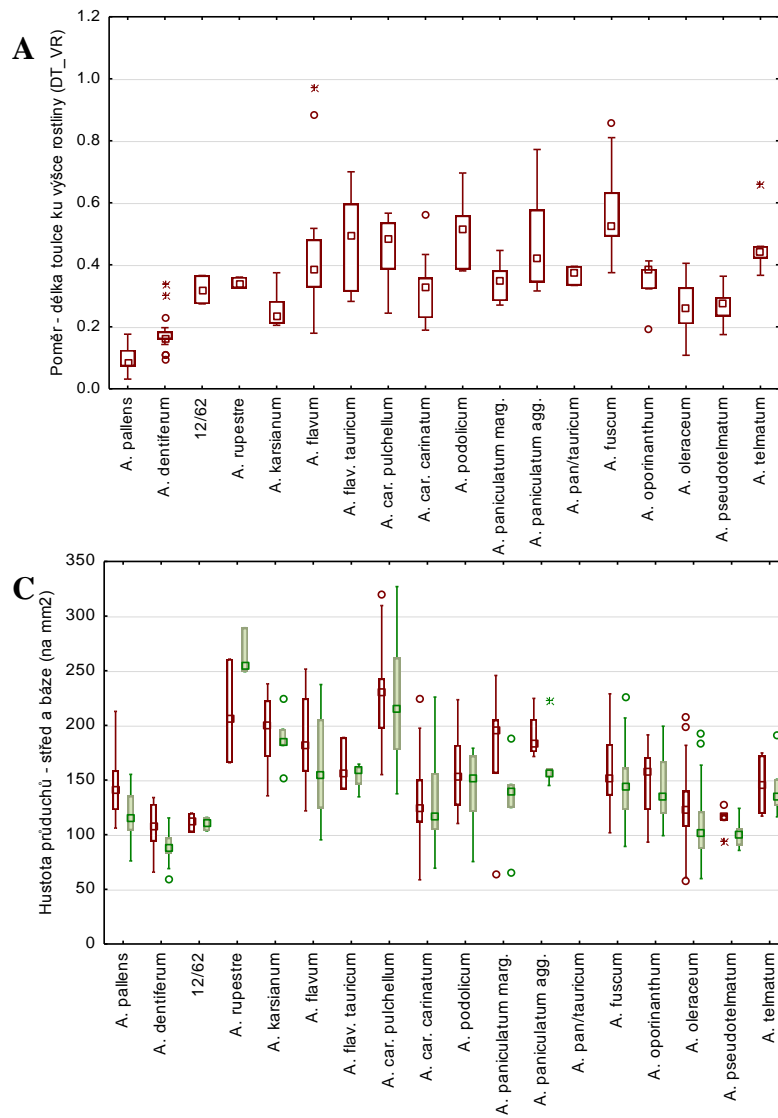 A
Poměr - délka toulce ku výšce rostliny (DT_VR)
1.2
1.0
0.8
0.6
0.4
0.2
0.0
A. pallens
A. dentiferum
12/62
A. rupestre
A. karsianum
A. flavum
A. flav. tauricum
A. car. pulchellum
A. car. carinatum
A. podolicum
A. paniculatum marg.
A. paniculatum agg.
A. pan/tauricum
A. fuscum
A. oporinanthum
A. oleraceum
A. pseudotelmatum
A. telmatum
C
Hustota průduchů - střed a báze (na mm2)
350
300
250
200
150
100
50
0
A. pallens
A. dentiferum
12/62
A. rupestre
A. karsianum
A. flavum
A. flav. tauricum
A. car. pulchellum
A. car. carinatum
A. podolicum
A. paniculatum marg.
A. paniculatum agg.
A. pan/tauricum
A. fuscum
A. oporinanthum
A. oleraceum
A. pseudotelmatum
A. telmatum